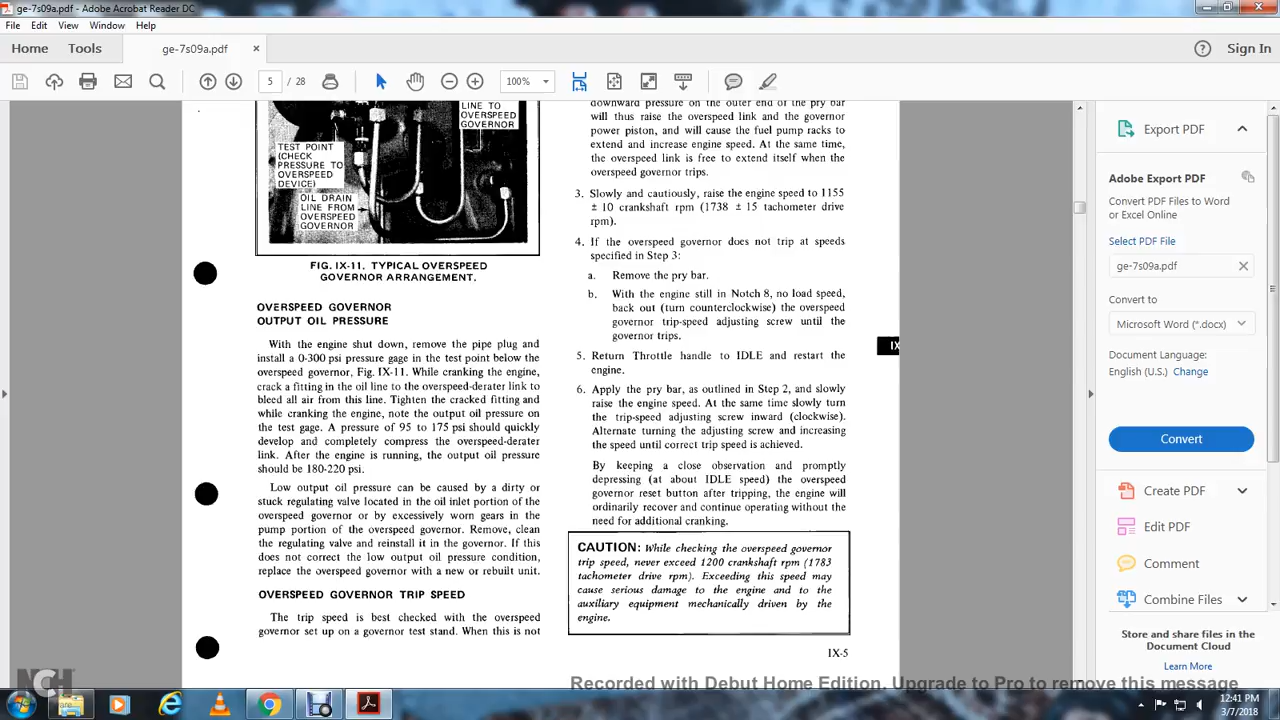 ge-7s09a.pdf - Adobe Acrobat Reader DC
File Edit View Window Help
Home Tools ge-7s09a.pdf × Sign In
5 / 28 100%
LINE TO
OVERSPEED
GOVERNOR
TEST POINT
(CHECK
PRESSURE TO
OVERSPEED
DEVICE)
OIL DRAIN
LINE FROM
OVERSPEED
GOVERNOR
FIG. IX-11. TYPICAL OVERSPEED
GOVERNOR ARRANGEMENT.
OVERSPEED GOVERNOR
OUTPUT OIL PRESSURE
With the engine shut down, remove the pipe plug and
install a 0-300 psi pressure gage in the test point below the
overspeed governor, Fig. IX-11. While cranking the engine,
crack a fitting in the oil line to the overspeed-derater link to
bleed all air from this line. Tighten the cracked fitting and
while cranking the engine, note the output oil pressure on
the test gage. A pressure of 95 to 175 psi should quickly
develop and completely compress the overspeed-derater
link. After the engine is running, the output oil pressure
should be 180-220 psi.
Low output oil pressure can be caused by a dirty or
stuck regulating valve located in the oil inlet portion of the
overspeed governor or by excessively worn gears in the
pump portion of the overspeed governor. Remove, clean
the regulating valve and reinstall it in the governor. If this
does not correct the low output oil pressure condition,
replace the overspeed governor with a new or rebuilt unit.
OVERSPEED GOVERNOR TRIP SPEED
The trip speed is best checked with the overspeed
governor set up on a governor test stand. When this is not
downward pressure on the outer end of the pry bar
will thus raise the overspeed link and the governor
power piston, and will cause the fuel pump racks to
extend and increase engine speed. At the same time,
the overspeed link is free to extend itself when the
overspeed governor trips.
3. Slowly and cautiously, raise the engine speed to 1155
± 10 crankshaft rpm (1738 ± 15 tachometer drive
rpm).
4. If the overspeed governor does not trip at speeds
specified in Step 3:
a. Remove the pry bar.
b. With the engine still in Notch 8, no load speed,
back out (turn counterclockwise) the overspeed
governor trip-speed adjusting screw until the
governor trips.
5. Return Throttle handle to IDLE and restart the
engine.
6. Apply the pry bar, as outlined in Step 2, and slowly
raise the engine speed. At the same time slowly turn
the trip-speed adjusting screw inward (clockwise).
Alternate turning the adjusting screw and increasing
the speed until correct trip speed is achieved.
By keeping a close observation and promptly
depressing (at about IDLE speed) the overspeed
governor reset button after tripping, the engine will
ordinarily recover and continue operating without the
need for additional cranking.
CAUTION: While checking the overspeed governor
trip speed, never exceed 1200 crankshaft rpm (1783
tachometer drive rpm). Exceeding this speed may
cause serious damage to the engine and to the
auxiliary equipment mechanically driven by the
engine.
IX-5
IX
Export PDF
Adobe Export PDF
Convert PDF Files to Word
or Excel Online
Select PDF File
ge-7s09a.pdf ×
Convert to
Microsoft Word (*.docx)
Document Language:
English (U.S.) Change
Convert
Create PDF
Edit PDF
Comment
Combine Files
Store and share files in the
Document Cloud
Learn More
NCH
Recorded with Debut Home Edition. Upgrade to Pro to remove this message
12:41 PM
3/7/2018